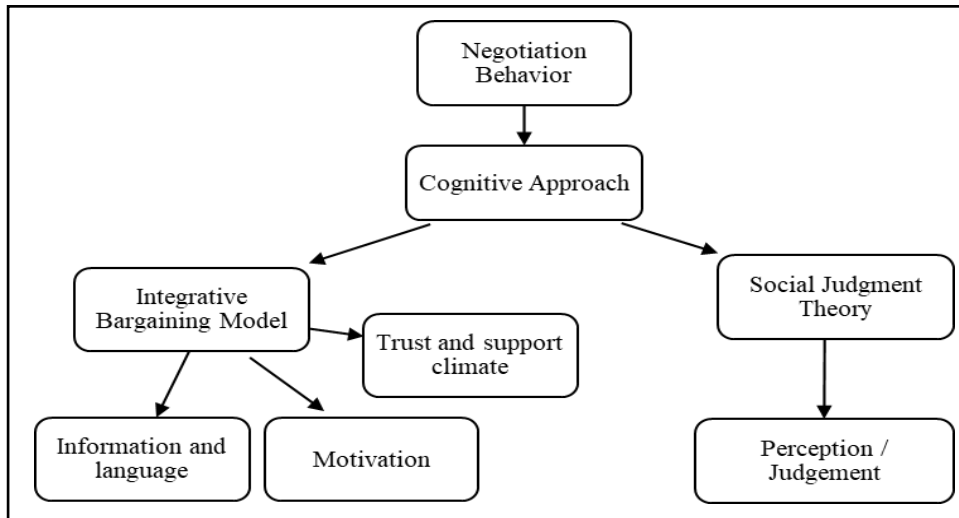 Negotiation
Behavior
Cognitive Approach
Integrative
Bargaining Model
Social Judgment
Theory
Trust and support
climate
Information and
language
Motivation
Perception /
Judgement